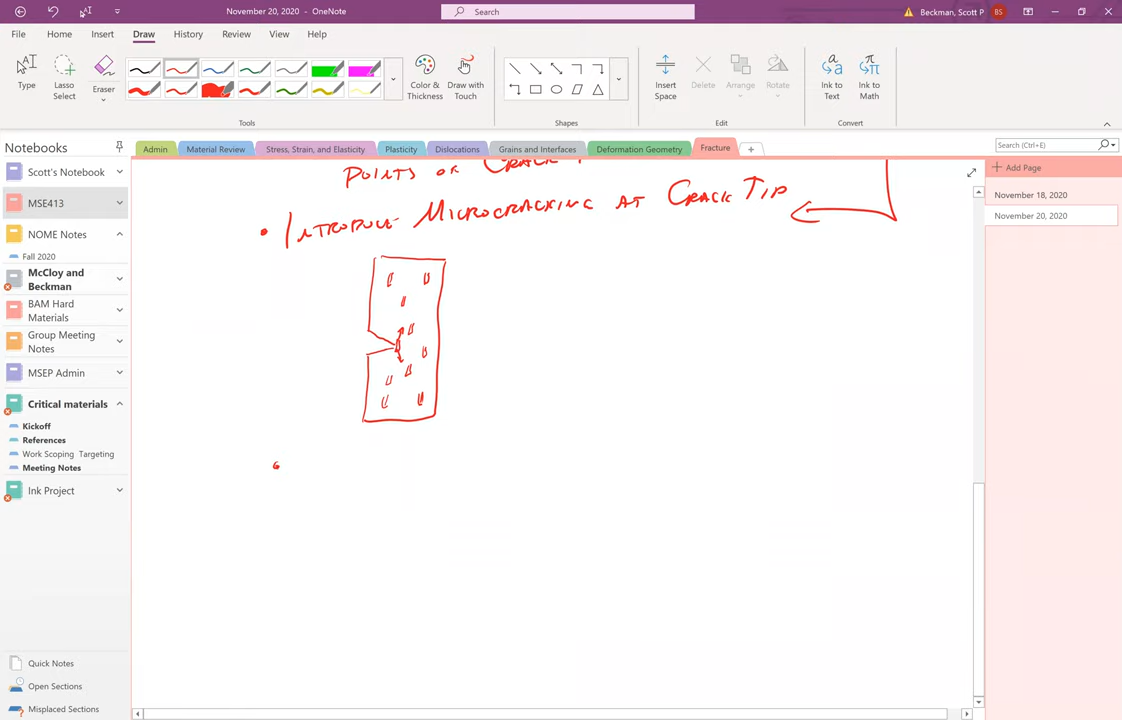 November 20, 2020 - OneNote
Search
Beckman, Scott P
BS
File
Home
Insert
Draw
History
Review
View
Help
Type
Lasso
Select
Eraser
Color &
Thickness
Draw with
Touch
Insert
Space
Delete
Arrange
Rotate
Ink to
Text
Ink to
Math
Tools
Shapes
Edit
Convert
Notebooks
Admin
Material Review
Stress, Strain, and Elasticity
Plasticity
Dislocations
Grains and Interfaces
Deformation Geometry
Fracture
Search (Ctrl+E)
Scott's Notebook
MSE413
NOME Notes
Fall 2020
McCloy and
Beckman
BAM Hard
Materials
Group Meeting
Notes
MSEP Admin
Critical materials
Kickoff
References
Work Scoping Targeting
Meeting Notes
Ink Project
Quick Notes
Open Sections
Misplaced Sections
POINTS OR CRACK
• INTRODUCE MICROCRACKING AT CRACK TIP
•
Add Page
November 18, 2020
November 20, 2020